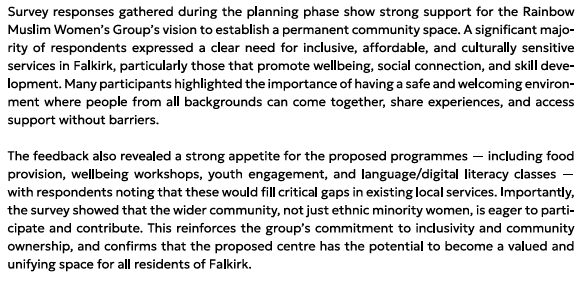 Survey responses gathered during the planning phase show strong support for the Rainbow
Muslim Women's Group's vision to establish a permanent community space. A significant majo-
rity of respondents expressed a clear need for inclusive, affordable, and culturally sensitive
services in Falkirk, particularly those that promote wellbeing, social connection, and skill deve-
lopment. Many participants highlighted the importance of having a safe and welcoming environ-
ment where people from all backgrounds can come together, share experiences, and access
support without barriers.

The feedback also revealed a strong appetite for the proposed programmes — including food
provision, wellbeing workshops, youth engagement, and language/digital literacy classes —
with respondents noting that these would fill critical gaps in existing local services. Importantly,
the survey showed that the wider community, not just ethnic minority women, is eager to parti-
cipate and contribute. This reinforces the group's commitment to inclusivity and community
ownership, and confirms that the proposed centre has the potential to become a valued and
unifying space for all residents of Falkirk.